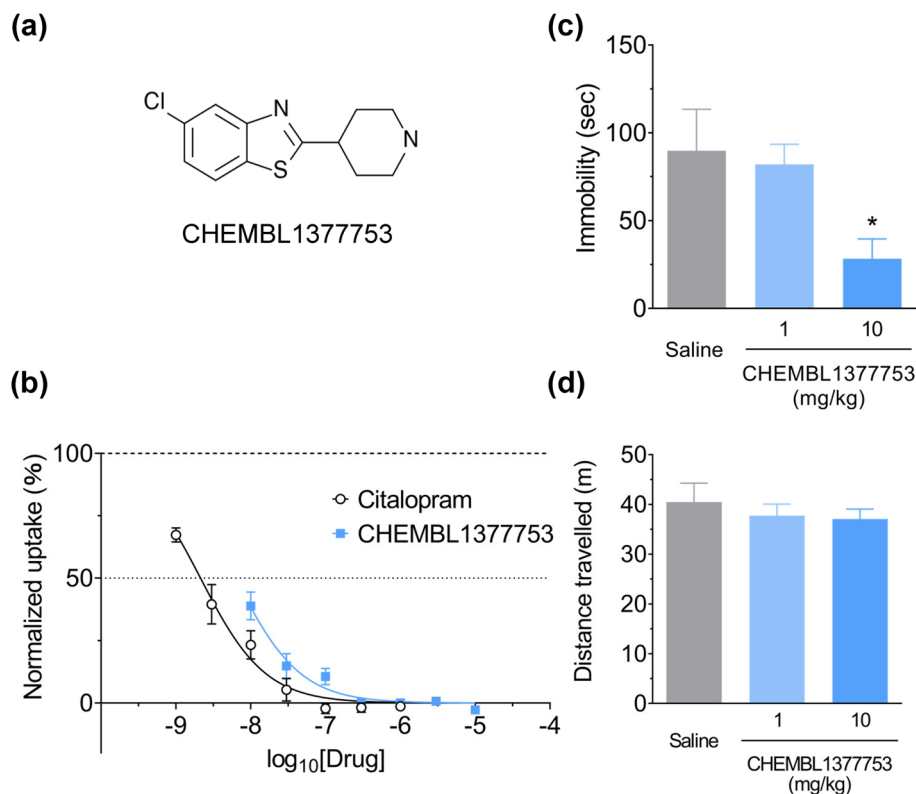 (a)
Cl
N
S
N
CHEMBL1377753
(b)
Normalized uptake (%)
100
50
0
-9 -8 -7 -6 -5 -4
log10[Drug]
Citalopram
CHEMBL1377753
(c)
Immobility (sec)
150
100
50
0
*
Saline
1 10
CHEMBL1377753
(mg/kg)
(d)
Distance travelled (m)
50
40
30
20
10
0
Saline
1 10
CHEMBL1377753
(mg/kg)